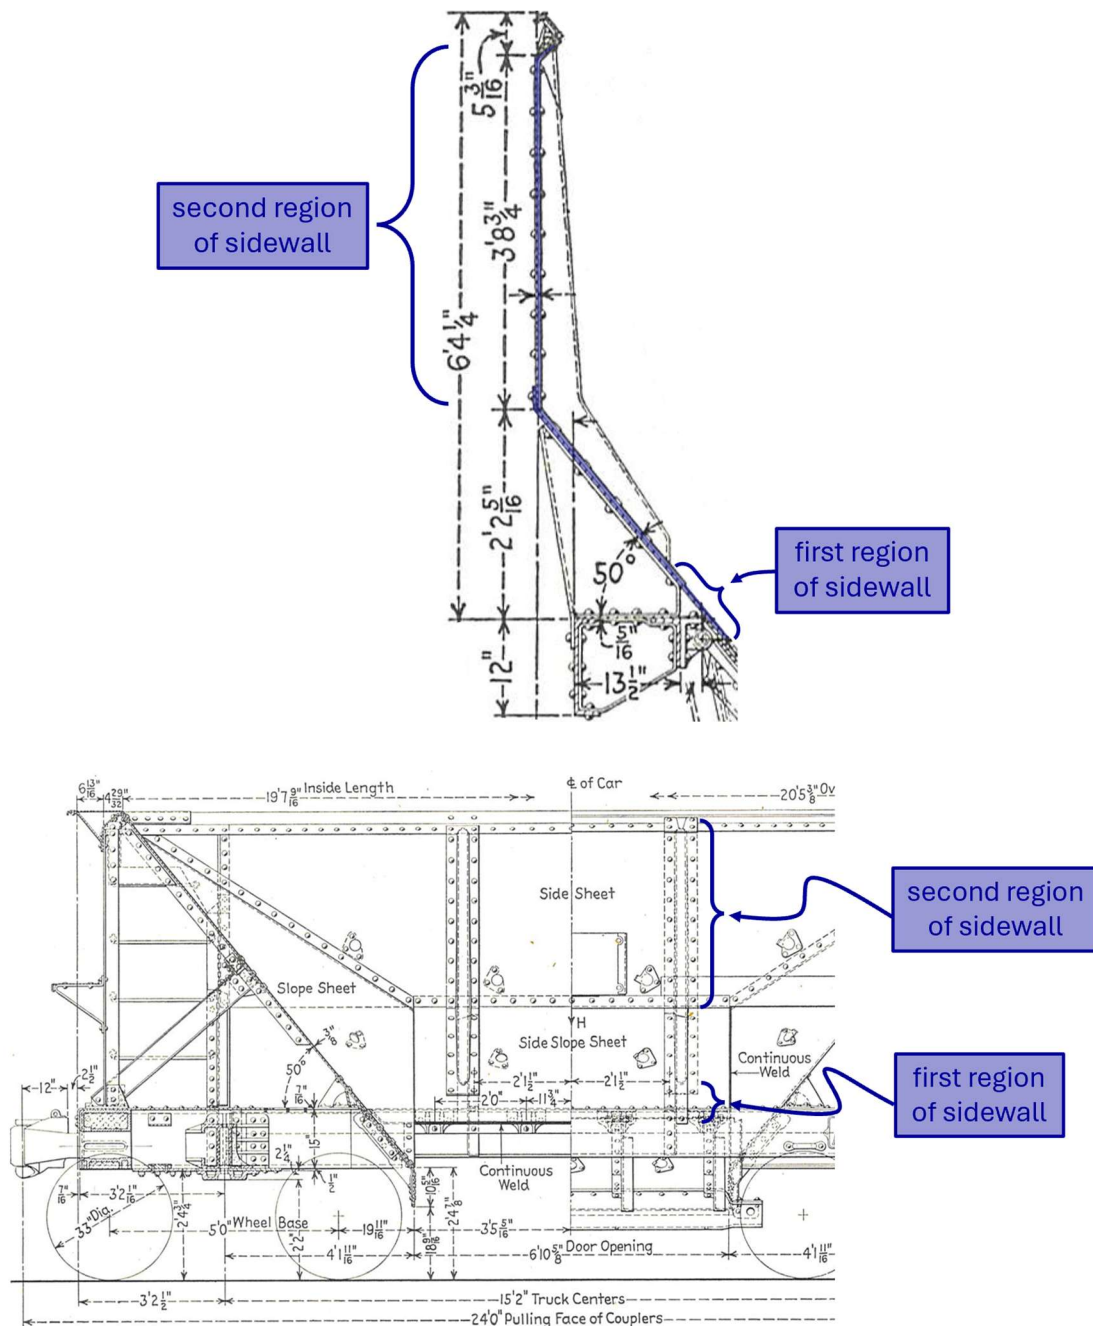 5 3/16"
second region
of sidewall
3'8 3/4"
6'4 1/4"
2'2 5/16"
first region
of sidewall
50°
5/16"
12"
13 1/2"
6 13/16
4 29/32
19'7 9/16" Inside Length
℄ of Car
20'5 3/8" Ov
Side Sheet
second region
of sidewall
Slope Sheet
H
3/8"
Side Slope Sheet
Continuous
Weld
12"
2 1/2"
50°
7/16"
2'1 1/2"
2'1 1/2"
first region
of sidewall
2'0"
11 3/4"
15"
2 1/4"
Continuous
Weld
1/2"
10 5/16"
7/16
3'2 1/16"
2'4 3/4"
2'4 7/8"
33" Dia.
5'0" Wheel Base
2'2"
19 11/16"
18 9/16"
3'5 5/16"
4'1 11/16"
6'10 5/8" Door Opening
4'1 11/16"
3'2 1/2"
15'2" Truck Centers
24'0" Pulling Face of Couplers